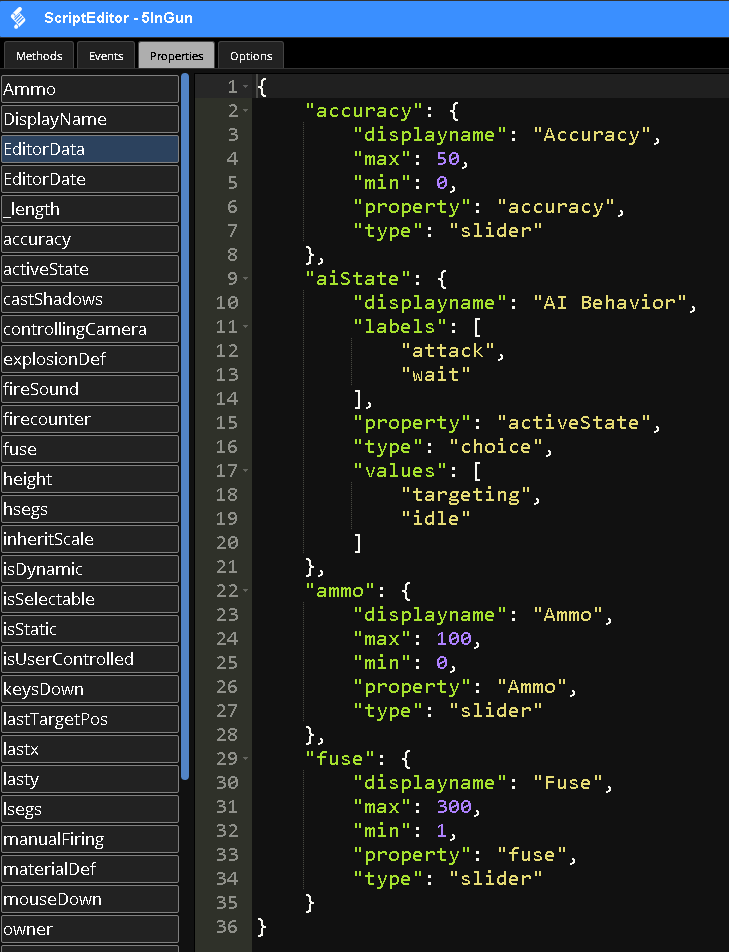 ScriptEditor - 5InGun
Methods
Events
Properties
Options
Ammo
DisplayName
EditorData
EditorDate
_length
accuracy
activeState
castShadows
controllingCamera
explosionDef
fireSound
firecounter
fuse
height
hsegs
inheritScale
isDynamic
isSelectable
isStatic
isUserControlled
keysDown
lastTargetPos
lastx
lasty
lsegs
manualFiring
materialDef
mouseDown
owner
1 {
2 "accuracy": {
3 "displayname": "Accuracy",
4 "max": 50,
5 "min": 0,
6 "property": "accuracy",
7 "type": "slider"
8 },
9 "aiState": {
10 "displayname": "AI Behavior",
11 "labels": [
12 "attack",
13 "wait"
14 ],
15 "property": "activeState",
16 "type": "choice",
17 "values": [
18 "targeting",
19 "idle"
20 ]
21 },
22 "ammo": {
23 "displayname": "Ammo",
24 "max": 100,
25 "min": 0,
26 "property": "Ammo",
27 "type": "slider"
28 },
29 "fuse": {
30 "displayname": "Fuse",
31 "max": 300,
32 "min": 1,
33 "property": "fuse",
34 "type": "slider"
35 }
36 }